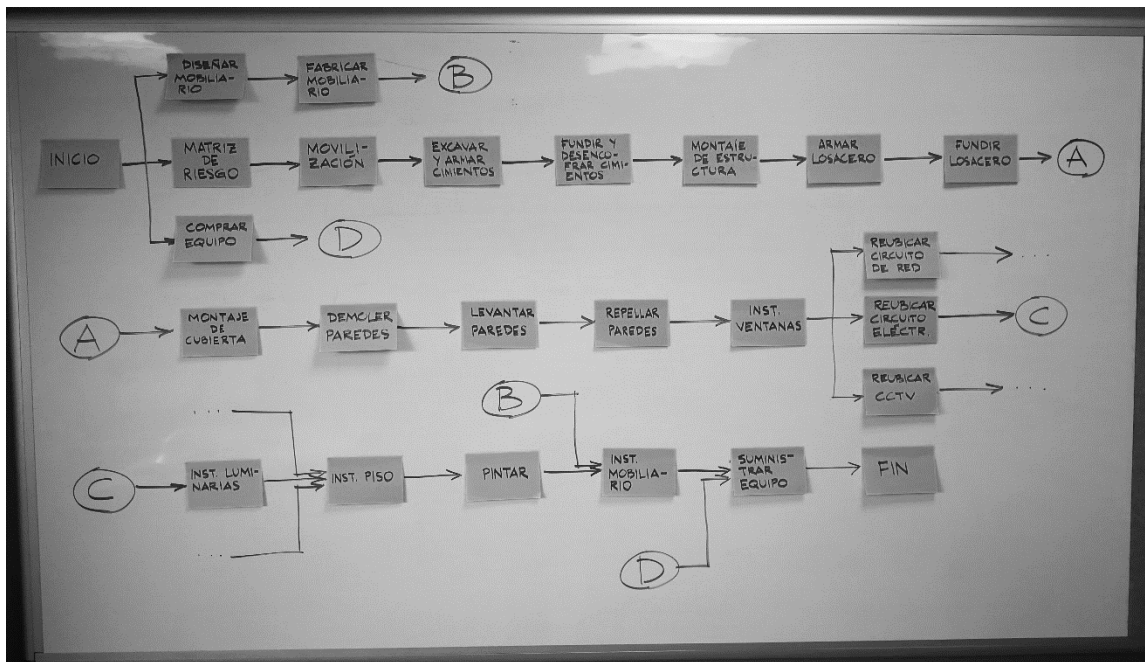 DISEÑAR
MOBILIA-
RIO
FABRICAR
MOBILIA-
RIO
B
INICIO
MATRIZ
DE
RIESGO
MOVILI-
ZACIÓN
EXCAVAR
Y ARMAR
CIMIENTOS
FUNDIR Y
DESENCO-
FRAR CIMI-
ENTOS
MONTAJE
DE ESTRU-
CTURA
ARMAR
LOSACERO
FUNDIR
LOSACERO
A
COMPRAR
EQUIPO
D
A
MONTAJE
DE
CUBIERTA
DEMOLER
PAREDES
LEVANTAR
PAREDES
REPELLAR
PAREDES
INST.
VENTANAS
REUBICAR
CIRCUITO
DE RED
....
REUBICAR
CIRCUITO
ELÉCTR.
C
REUBICAR
CCTV
....
....
B
C
INST. LUMI-
NARIAS
INST. PISO
PINTAR
INST.
MOBILIA-
RIO
SUMINIS-
TRAR
EQUIPO
FIN
....
D